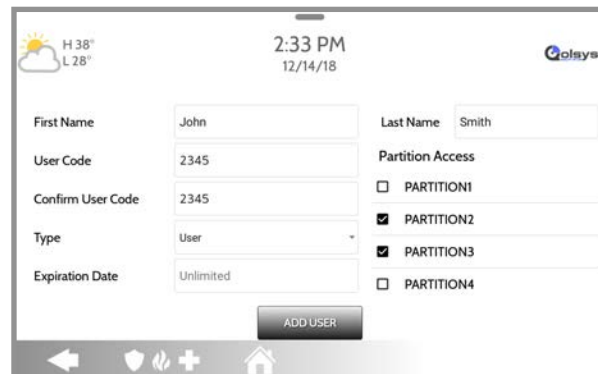 H 38°
L 28°
2:33 PM
12/14/18
Qolsys
First Name
John
Last Name
Smith
User Code
2345
Partition Access
Confirm User Code
2345
PARTITION1
PARTITION2
Type
User
PARTITION3
Expiration Date
Unlimited
PARTITION4
ADD USER